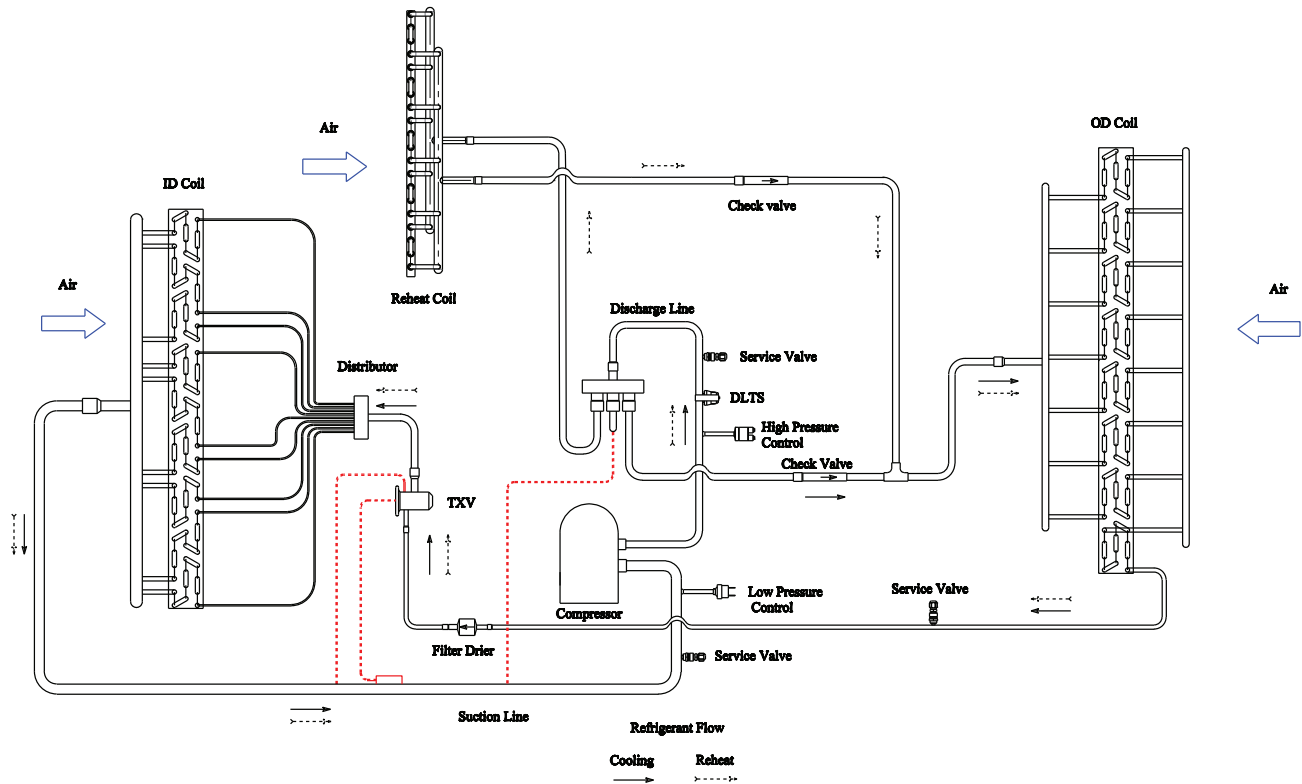 Air
OD Coil
ID Coil
Check valve
Reheat Coil
Air
Air
Discharge Line
Service Valve
Distributor
DLTS
High Pressure
Control
Check Valve
TXV
Compressor
Low Pressure
Control
Service Valve
Filter Drier
Service Valve
Suction Line
Refrigerant Flow
Cooling
Reheat